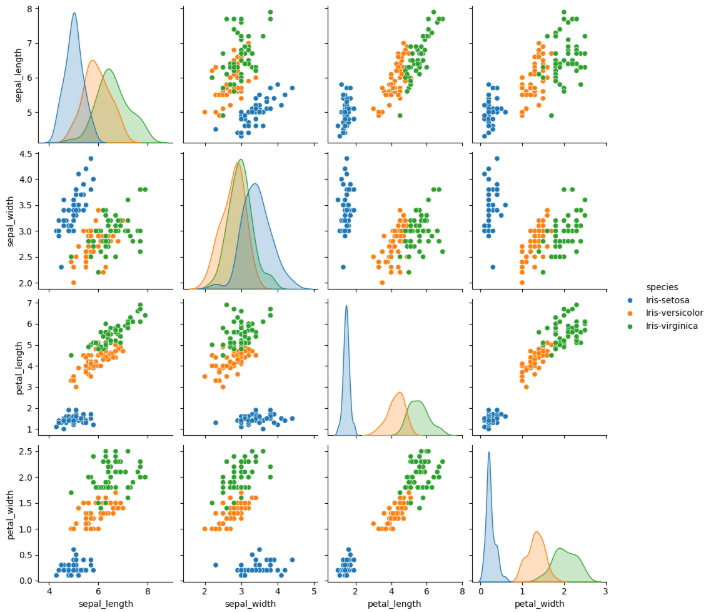 8
7
6
5
sepal_length
4.5
4.0
3.5
3.0
2.5
2.0
sepal_width
species
Iris-setosa
Iris-versicolor
Iris-virginica
7
6
5
4
3
2
1
petal_length
2.5
2.0
1.5
1.0
0.5
0.0
petal_width
4 6 8
2 3 4 5
2 4 6 8
0 1 2 3
sepal_length sepal_width petal_length petal_width